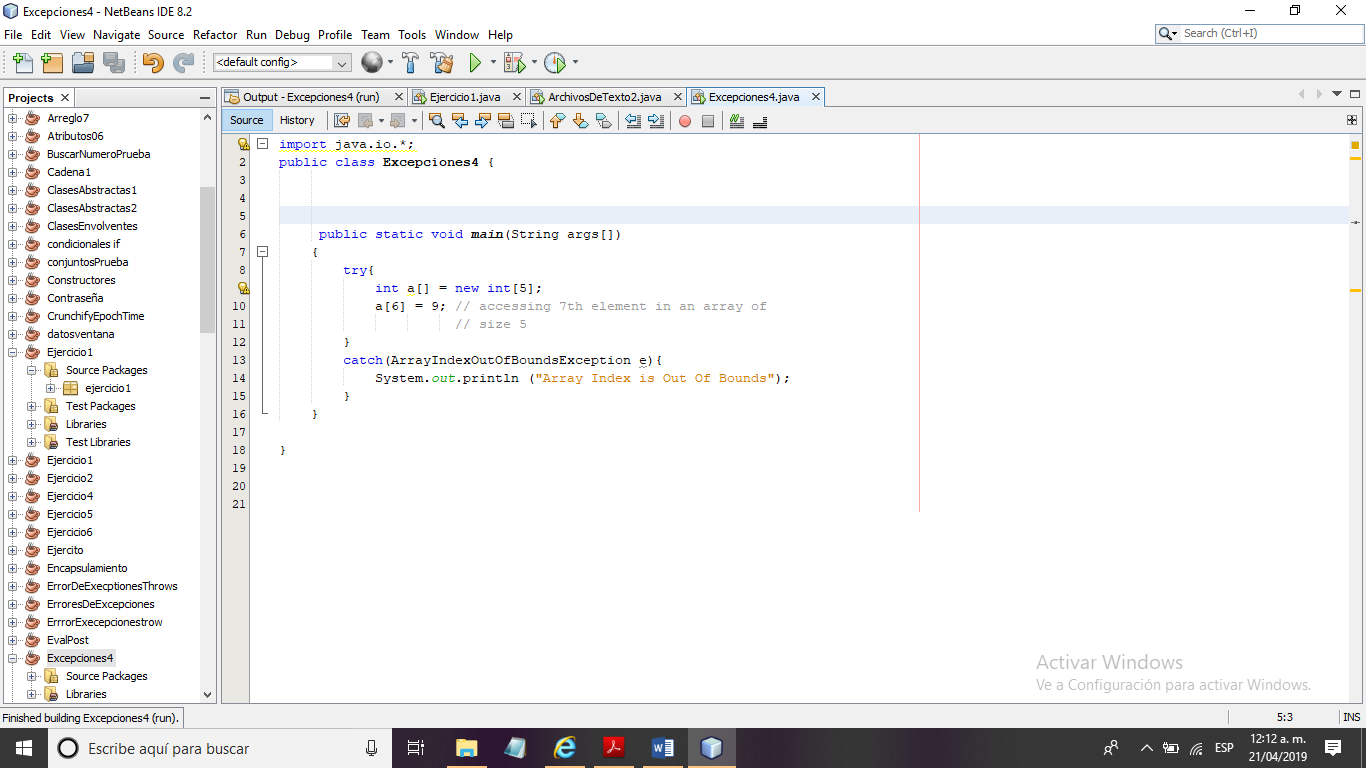 Excepciones4 - NetBeans IDE 8.2
File Edit View Navigate Source Refactor Run Debug Profile Team Tools Window Help
Search (Ctrl+I)
<default config>
Projects
Output - Excepciones4 (run) Ejercicio1.java ArchivosDeTexto2.java Excepciones4.java
Source History
Arreglo7
Atributos06
BuscarNumeroPrueba
Cadena1
ClasesAbstractas1
ClasesAbstractas2
ClasesEnvolventes
condicionales if
conjuntosPrueba
Constructores
Contraseña
CrunchifyEpochTime
datosventana
Ejercicio1
Source Packages
ejercicio1
Test Packages
Libraries
Test Libraries
Ejercicio1
Ejercicio2
Ejercicio4
Ejercicio5
Ejercicio6
Ejercito
Encapsulamiento
ErrorDeExecptionesThrows
ErroresDeExcepciones
ErrrorExecepcionestrow
EvalPost
Excepciones4
Source Packages
Libraries
import java.io.*;
2 public class Excepciones4 {
3
4
5
6 public static void main(String args[])
7 {
8 try{
int a[] = new int[5];
10 a[6] = 9; // accessing 7th element in an array of
11 // size 5
12 }
13 catch(ArrayIndexOutOfBoundsException e){
14 System.out.println ("Array Index is Out Of Bounds");
15 }
16 }
17
18 }
19
20
21
Activar Windows
Ve a Configuración para activar Windows.
Finished building Excepciones4 (run).
5:3 INS
Escribe aquí para buscar
ESP
12:12 a. m.
21/04/2019